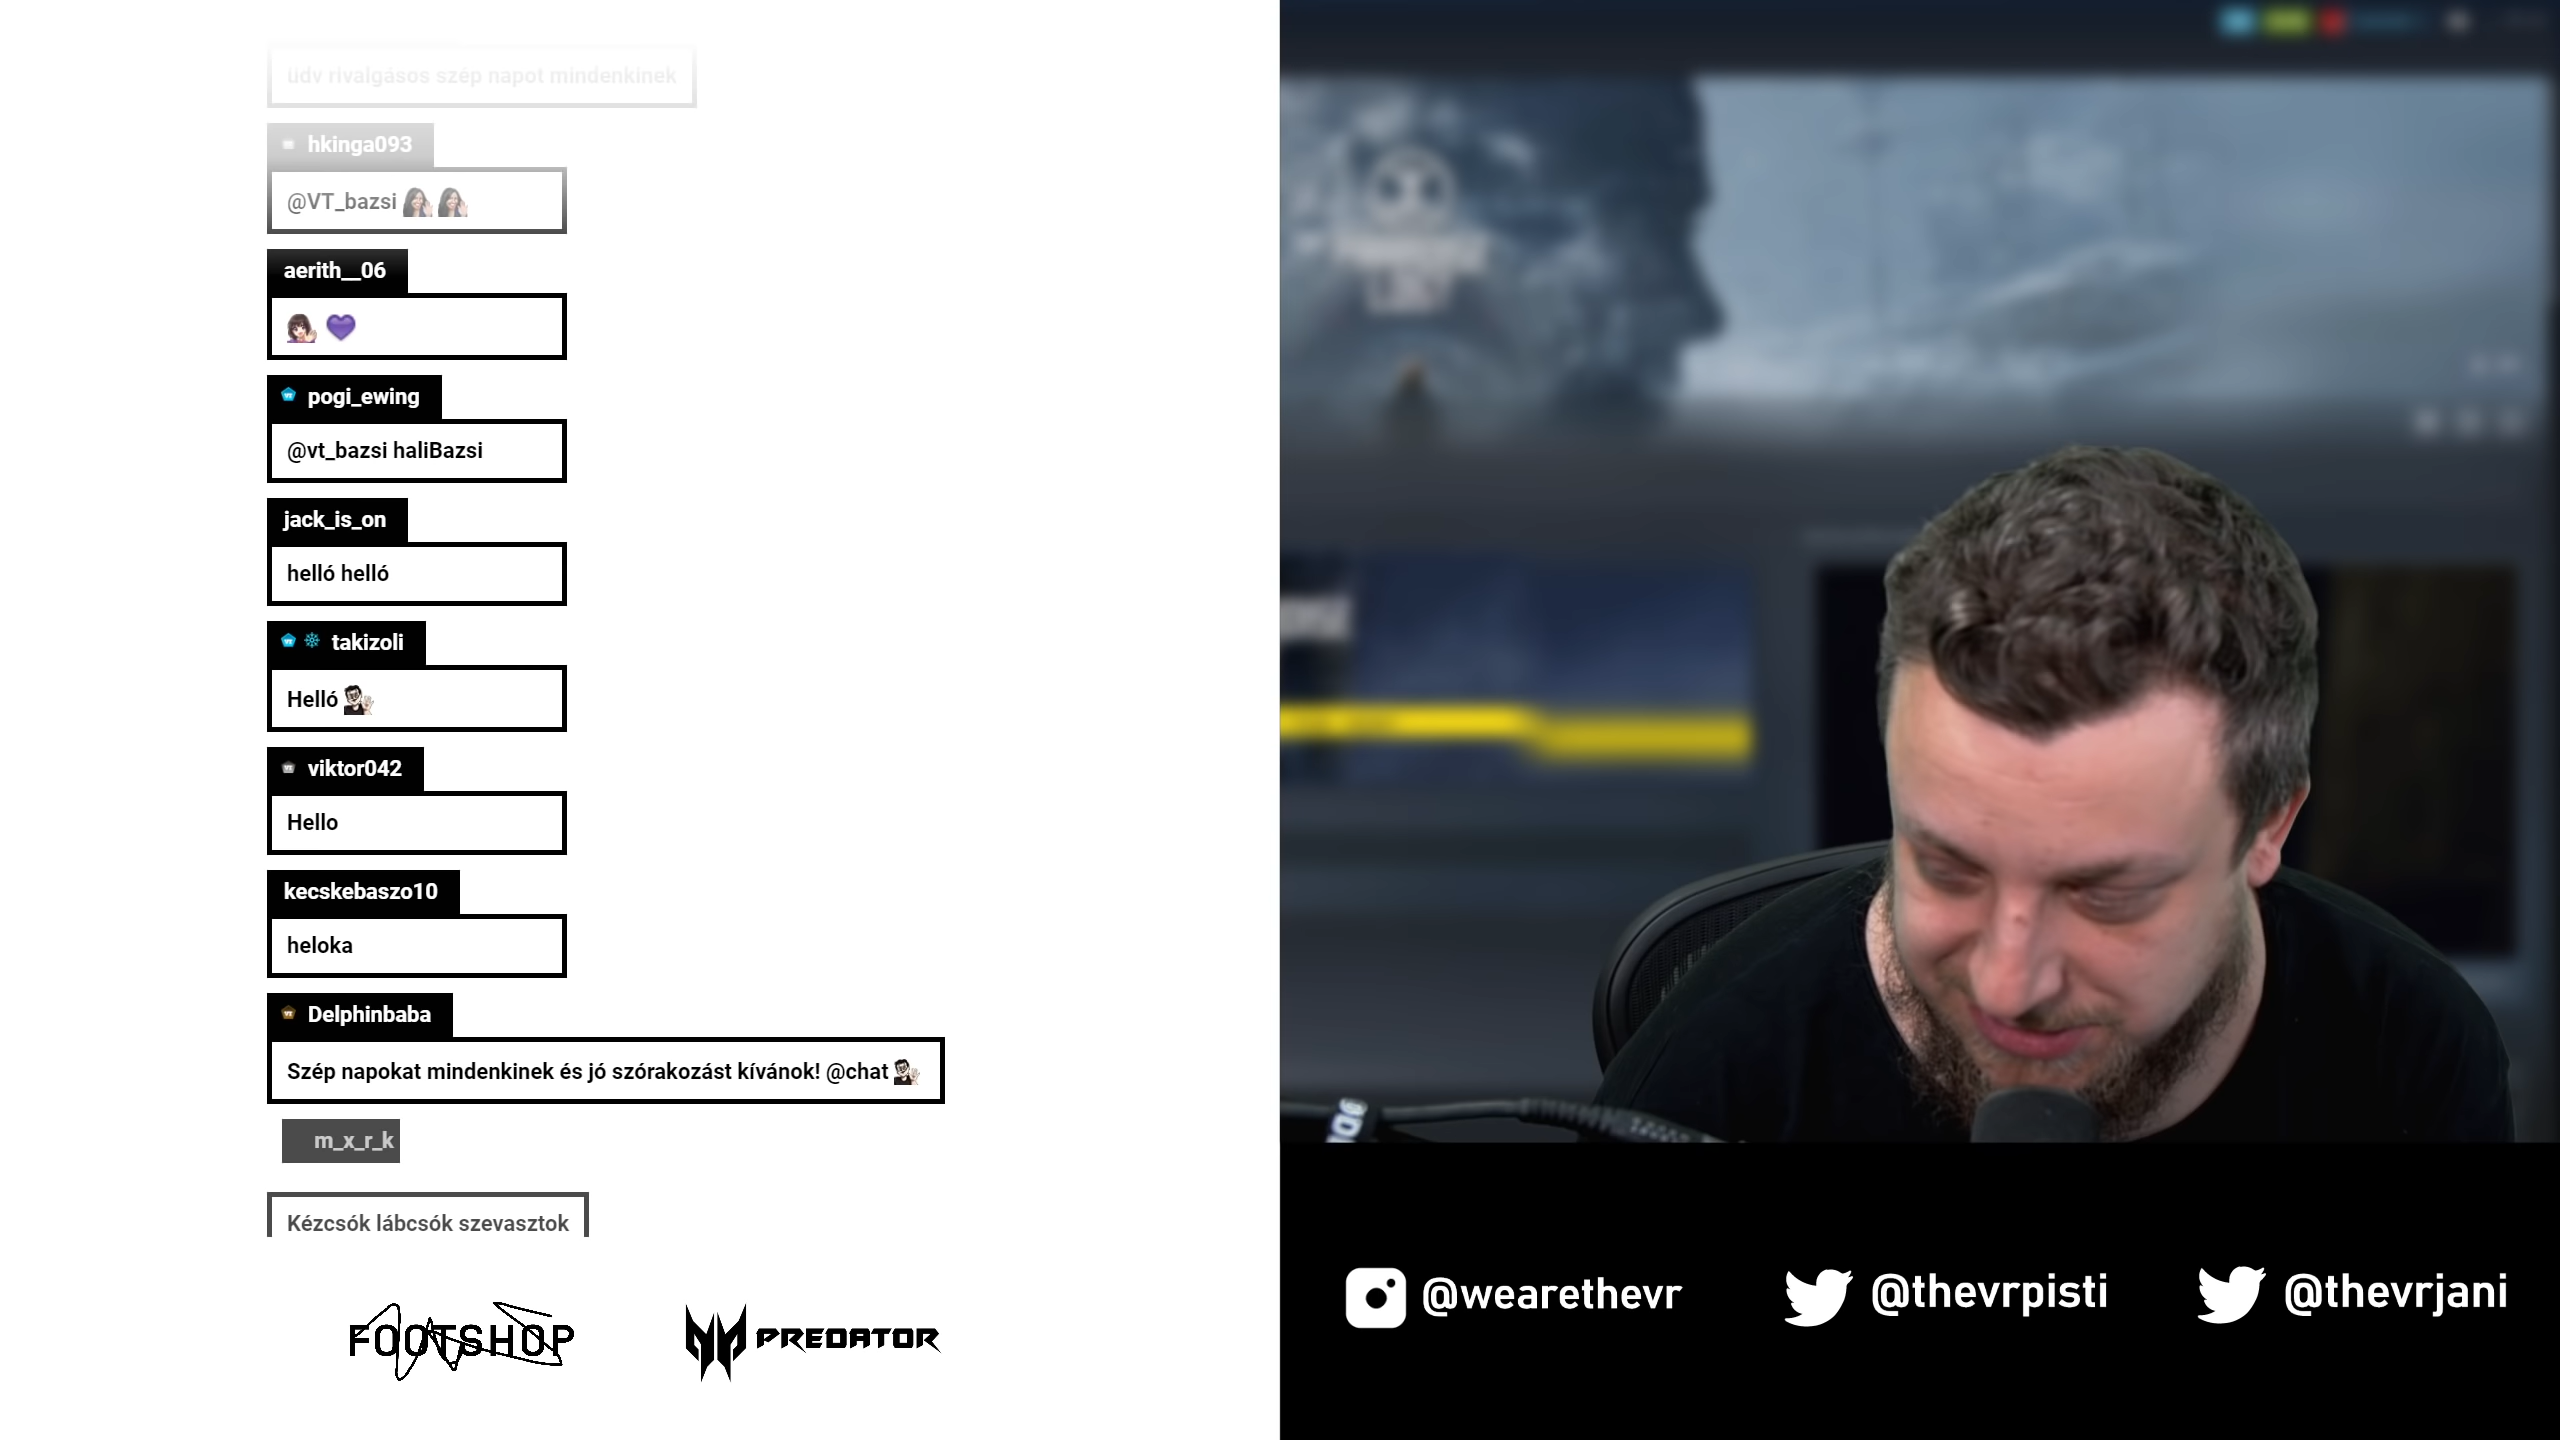 üdv rivalgásos szép napot mindenkinek
hkinga093
@VT_bazsi
aerith__06
pogi_ewing
@vt_bazsi haliBazsi
jack_is_on
helló helló
takizoli
Helló
viktor042
Hello
kecskebaszo10
heloka
Delphinbaba
Szép napokat mindenkinek és jó szórakozást kívánok! @chat
m_x_r_k
Kézcsók lábcsók szevasztok
FOOTSHOP
PREDATOR
@wearethevr
@thevrpisti
@thevrjani